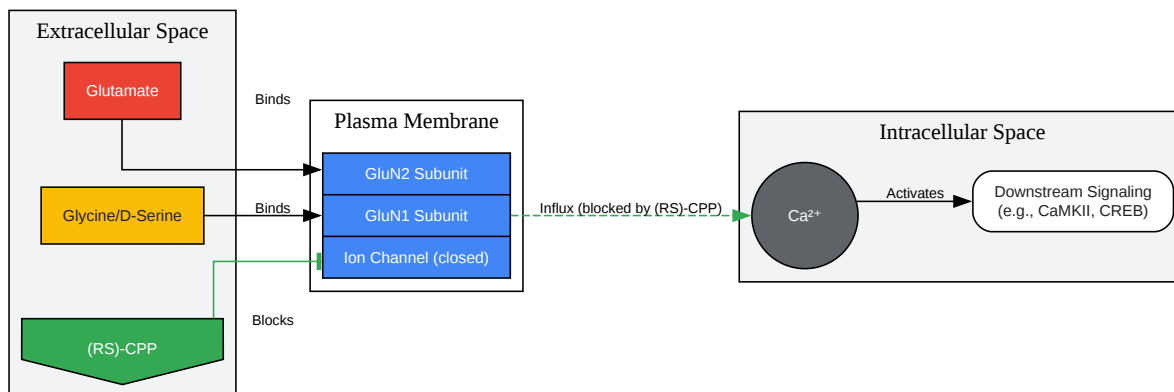 Extracellular Space
Glutamate
Binds
Plasma Membrane
Intracellular Space
GluN2 Subunit
Glycine/D-Serine
Binds
GluN1 Subunit
Influx (blocked by (RS)-CPP)
Ca²⁺
Activates
Downstream Signaling
(e.g., CaMKII, CREB)
Ion Channel (closed)
Blocks
(RS)-CPP